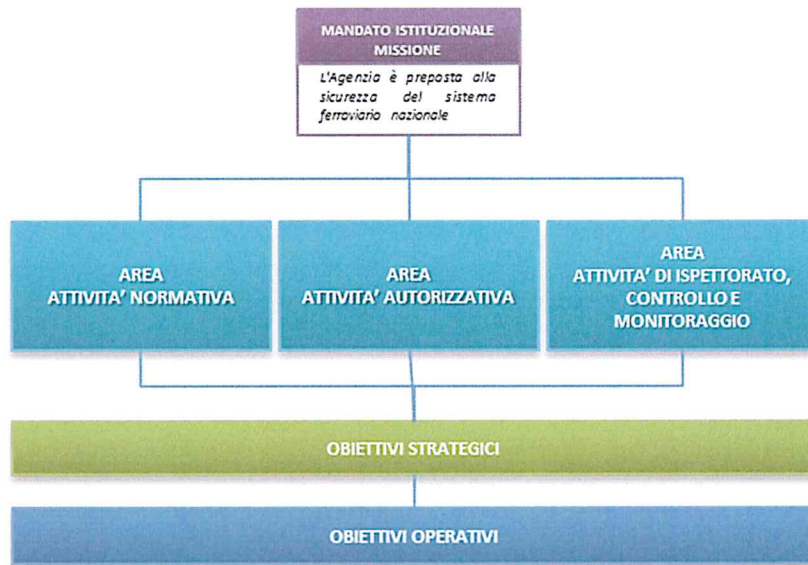 MANDATO ISTITUZIONALE
MISSIONE
L'Agenzia è preposta alla
sicurezza del sistema
ferroviario nazionale
AREA
ATTIVITA' NORMATIVA
AREA
ATTIVITA' AUTORIZZATIVA
AREA
ATTIVITA' DI ISPETTORATO,
CONTROLLO E
MONITORAGGIO
OBIETTIVI STRATEGICI
OBIETTIVI OPERATIVI